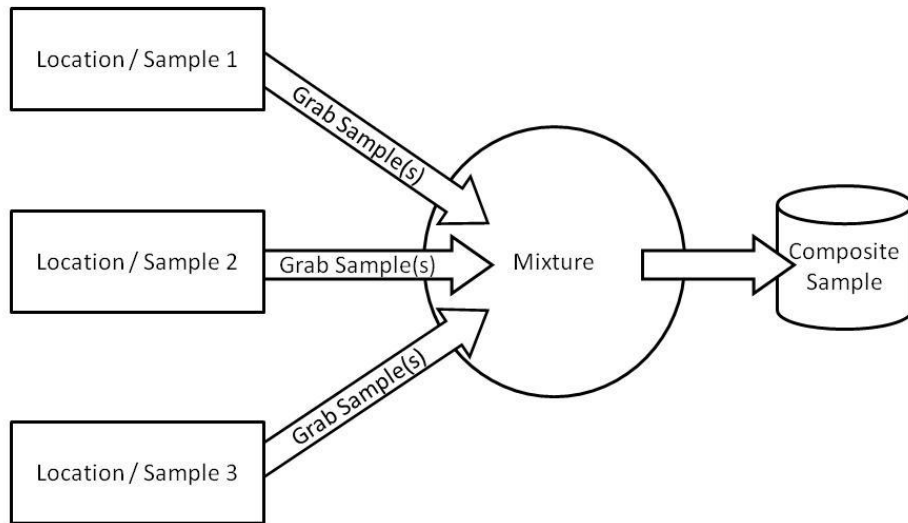 Location / Sample 1
Grab Sample(s)
Location / Sample 2
Grab Sample(s)
Mixture
Composite
Sample
Grab Sample(s)
Location / Sample 3